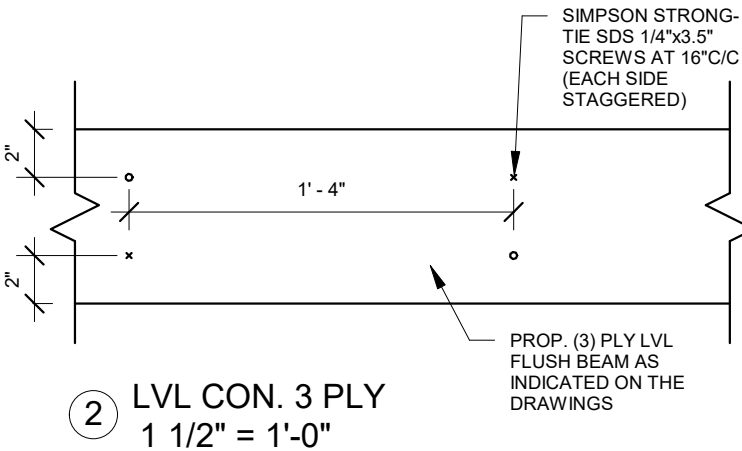 SIMPSON STRONG-
TIE SDS 1/4"x3.5"
SCREWS AT 16"C/C
(EACH SIDE
STAGGERED)
2"
1' - 4"
2"
PROP. (3) PLY LVL
FLUSH BEAM AS
INDICATED ON THE
DRAWINGS
2 LVL CON. 3 PLY
1 1/2" = 1'-0"